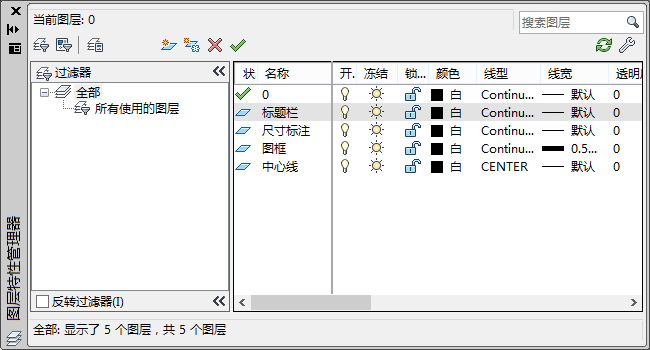 当前图层: 0
搜索图层
过滤器
全部
所有使用的图层
反转过滤器(I)
状 名称 开. 冻结 锁... 颜色 线型 线宽 透明
0 白 Continu... 默认 0
标题栏 白 Continu... 默认 0
尺寸标注 白 Continu... 默认 0
图框 白 Continu... 0.5... 0
中心线 白 CENTER 默认 0
全部: 显示了 5 个图层，共 5 个图层
图层特性管理器